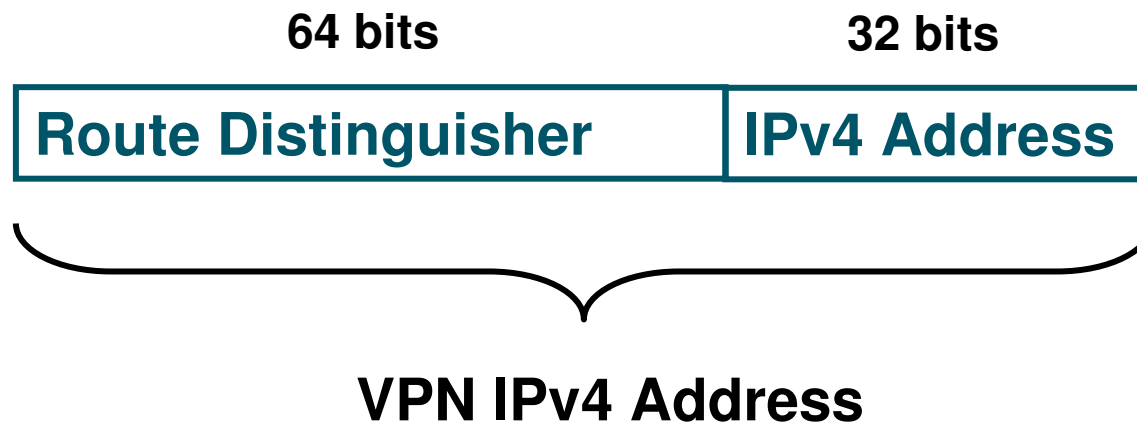 64 bits 32 bits
Route Distinguisher IPv4 Address
VPN IPv4 Address